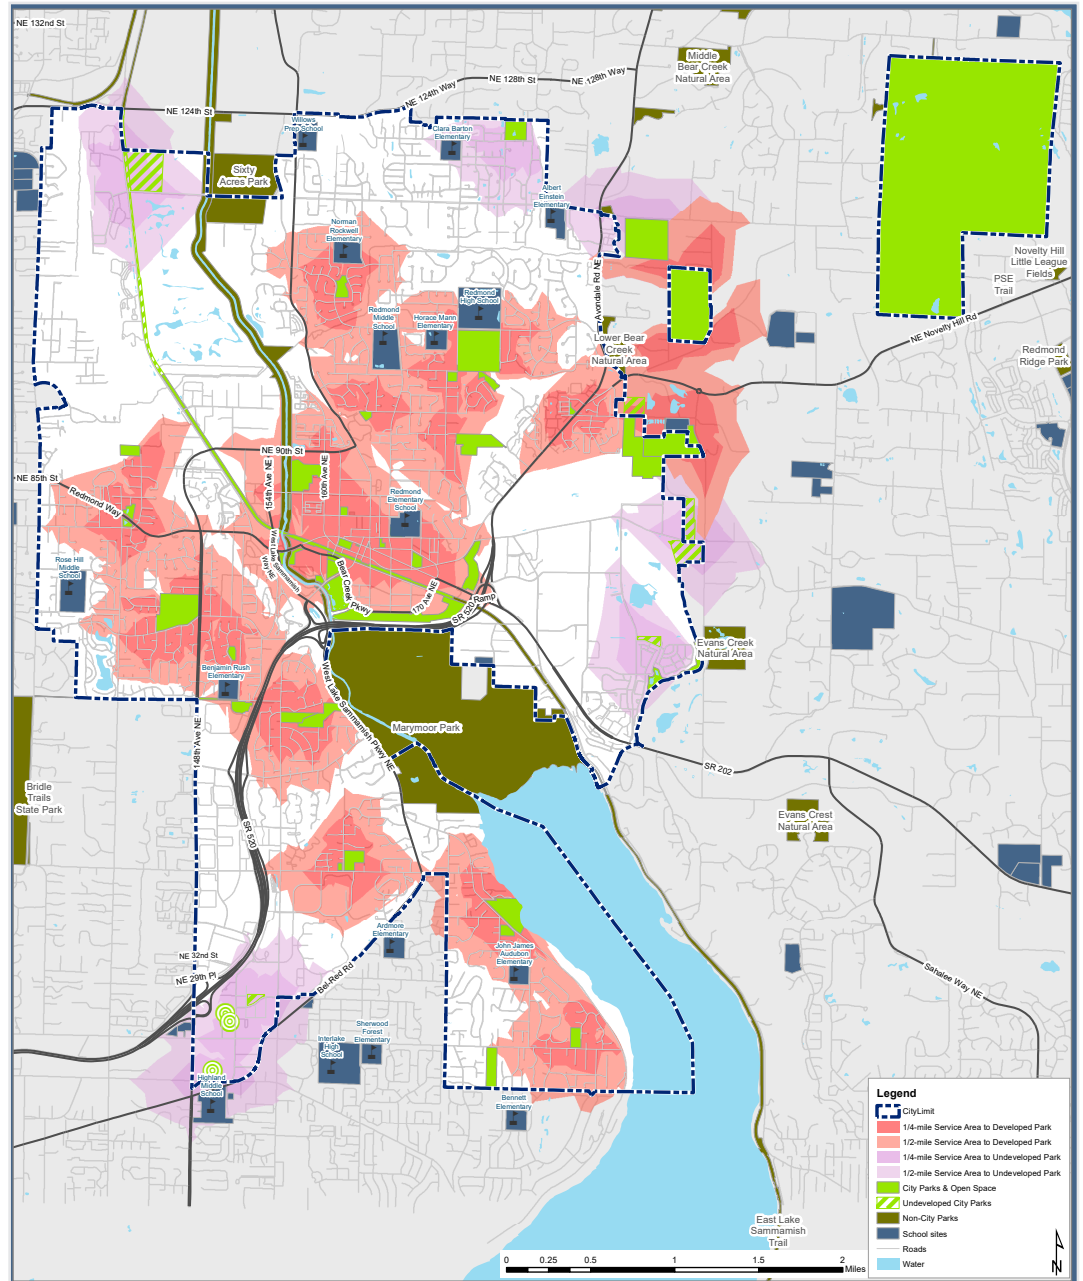 NE 132nd St
NE 128th St
NE 128th Way
NE 124th Way
NE 124th St
Middle
Bear Creek
Natural Area
Willows
Prep School
Clara Barton
Elementary
Sixty
Acres Park
Albert
Einstein
Elementary
Norman
Rockwell
Elementary
Novelty Hill
Little League
Fields
PSE
Trail
Redmond
High School
Redmond
Middle
School
Horace Mann
Elementary
Avondale Rd NE
Lower Bear
Creek
Natural Area
NE Novelty Hill Rd
Redmond
Ridge Park
NE 90th St
154th Ave NE
160th Ave NE
NE 85th St
Redmond Way
Redmond
Elementary
School
West Lake Sammamish
Way NE
Bear Creek
Pkwy
170 Ave NE
SR 520 Ramp
Rose Hill
Middle
School
Evans Creek
Natural Area
Benjamin Rush
Elementary
West Lake Sammamish Pkwy NE
Marymoor Park
148th Ave NE
SR 202
Bridle
Trails
State Park
SR 520
Evans Crest
Natural Area
Ardmore
Elementary
John James
Audubon
Elementary
NE 32nd St
NE 29th Pl
Bel-Red Rd
Sahalee Way NE
Sherwood
Forest
Elementary
Interlake
High
School
Highland
Middle
School
Bennett
Elementary
East Lake
Sammamish
Trail
Legend
CityLimit
1/4-mile Service Area to Developed Park
1/2-mile Service Area to Developed Park
1/4-mile Service Area to Undeveloped Park
1/2-mile Service Area to Undeveloped Park
City Parks & Open Space
Undeveloped City Parks
Non-City Parks
School sites
Roads
Water
0 0.25 0.5 1 1.5 2
Miles
N